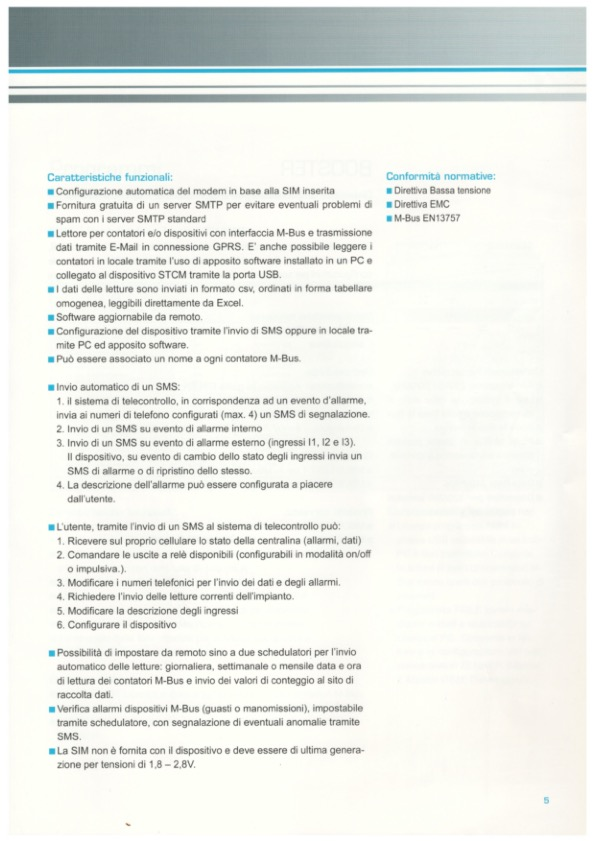 Caratteristiche funzionali:
Configurazione automatica del modem in base alla SIM inserita
Fornitura gratuita di un server SMTP per evitare eventuali problemi di
spam con i server SMTP standard
Lettore per contatori e/o dispositivi con interfaccia M-Bus e trasmissione
dati tramite E-Mail in connessione GPRS. E' anche possibile leggere i
contatori in locale tramite l'uso di apposito software installato in un PC e
collegato al dispositivo STCM tramite la porta USB.
I dati delle letture sono inviati in formato csv, ordinati in forma tabellare
omogenea, leggibili direttamente da Excel.
Software aggiornabile da remoto.
Configurazione del dispositivo tramite l'invio di SMS oppure in locale tra-
mite PC ed apposito software.
Può essere associato un nome a ogni contatore M-Bus.
Invio automatico di un SMS:
1. il sistema di telecontrollo, in corrispondenza ad un evento d'allarme,
invia ai numeri di telefono configurati (max. 4) un SMS di segnalazione.
2. Invio di un SMS su evento di allarme interno
3. Invio di un SMS su evento di allarme esterno (ingressi I1, I2 e I3).
Il dispositivo, su evento di cambio dello stato degli ingressi invia un
SMS di allarme o di ripristino dello stesso.
4. La descrizione dell'allarme può essere configurata a piacere
dall'utente.
L'utente, tramite l'invio di un SMS al sistema di telecontrollo può:
1. Ricevere sul proprio cellulare lo stato della centralina (allarmi, dati)
2. Comandare le uscite a relè disponibili (configurabili in modalità on/off
o impulsiva.).
3. Modificare i numeri telefonici per l'invio dei dati e degli allarmi.
4. Richiedere l'invio delle letture correnti dell'impianto.
5. Modificare la descrizione degli ingressi
6. Configurare il dispositivo
Possibilità di impostare da remoto sino a due schedulatori per l'invio
automatico delle letture: giornaliera, settimanale o mensile data e ora
di lettura dei contatori M-Bus e invio dei valori di conteggio al sito di
raccolta dati.
Verifica allarmi dispositivi M-Bus (guasti o manomissioni), impostabile
tramite schedulatore, con segnalazione di eventuali anomalie tramite
SMS.
La SIM non è fornita con il dispositivo e deve essere di ultima genera-
zione per tensioni di 1,8 – 2,8V.
Conformità normative:
Direttiva Bassa tensione
Direttiva EMC
M-Bus EN13757
5